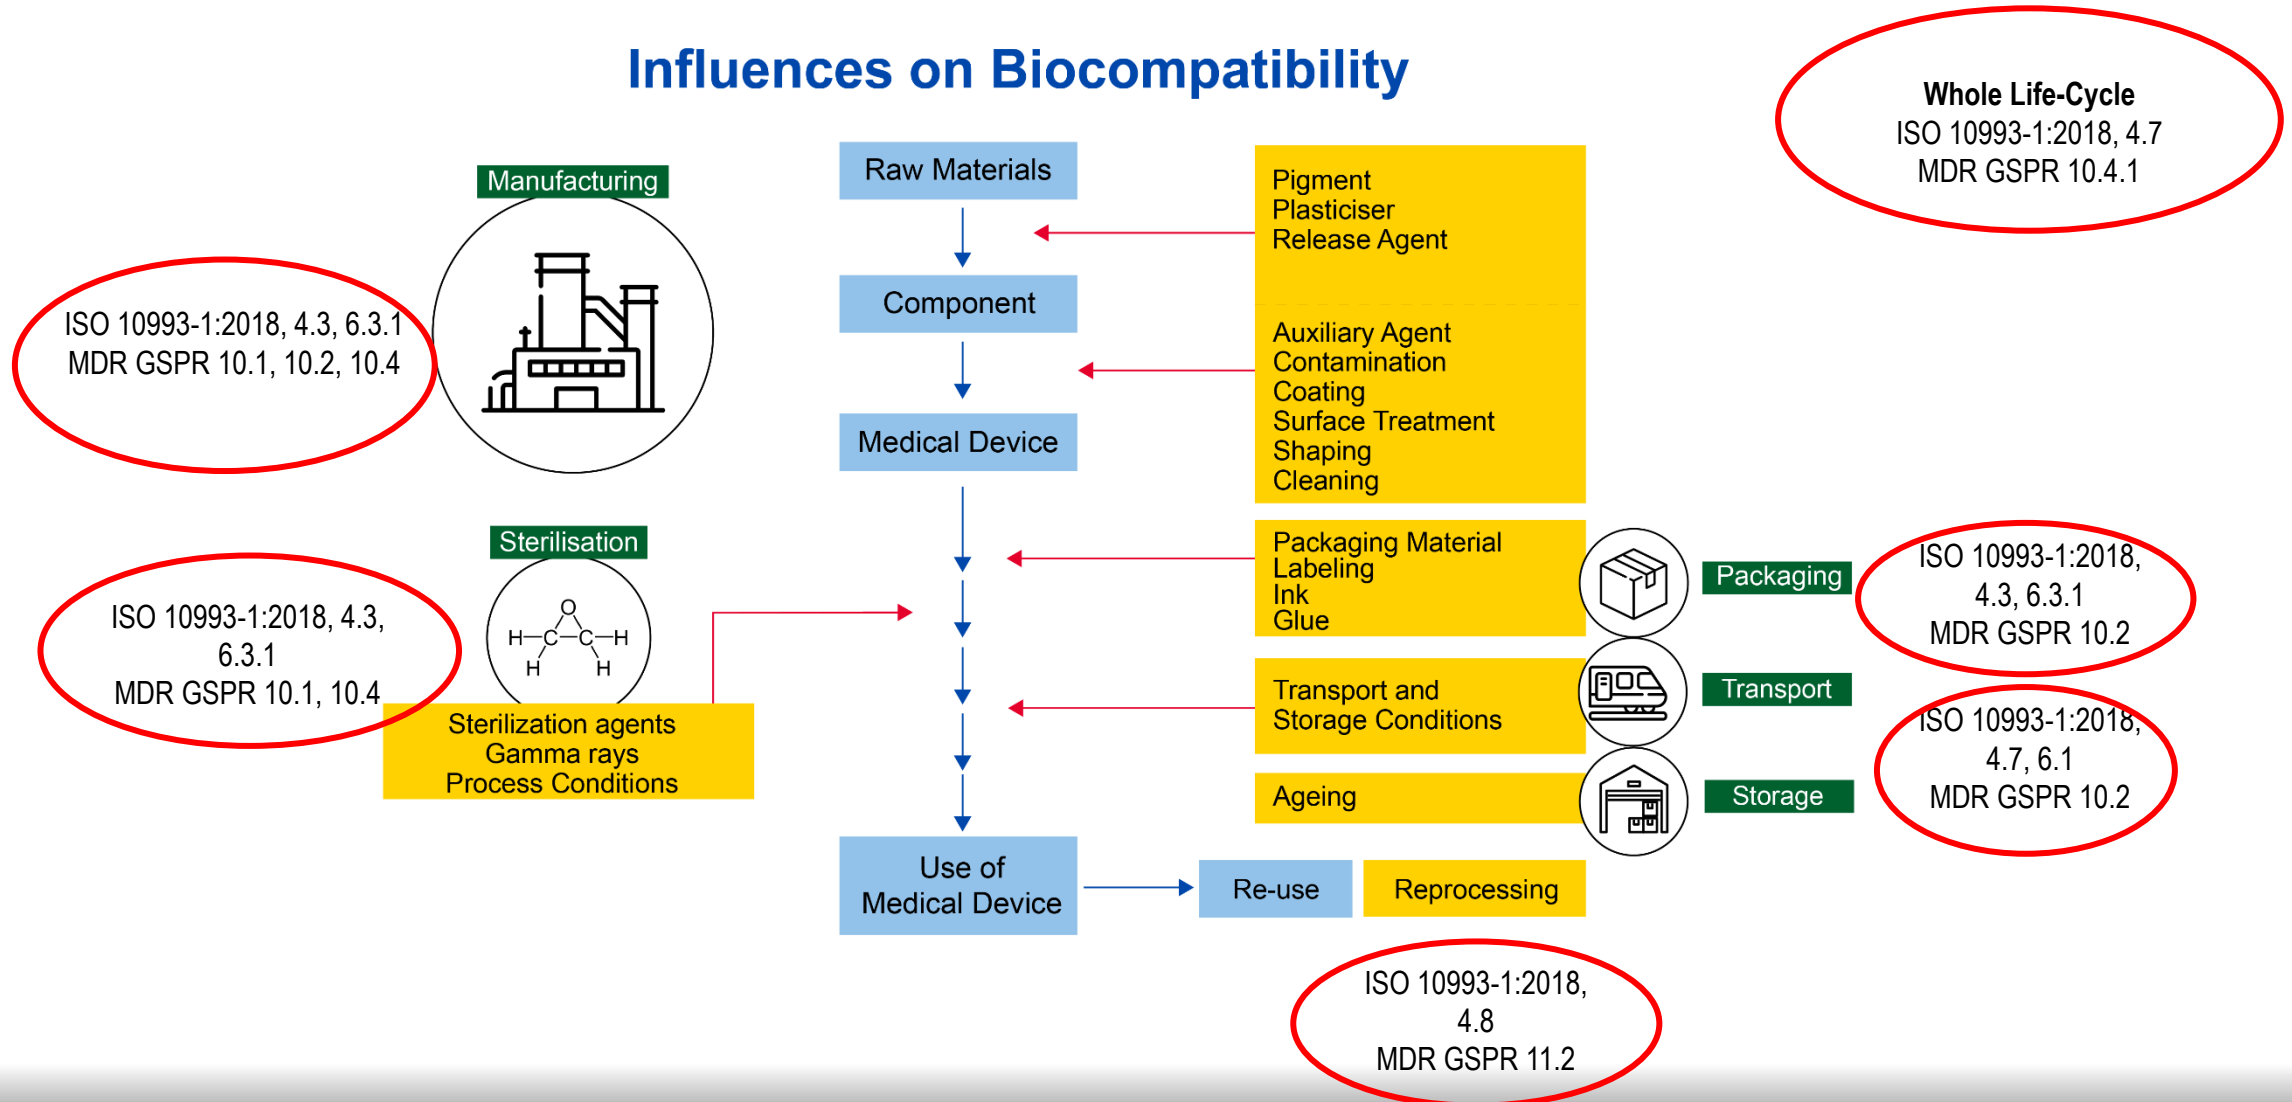 Influences on Biocompatibility
Whole Life-Cycle
ISO 10993-1:2018, 4.7
MDR GSPR 10.4.1
Manufacturing
ISO 10993-1:2018, 4.3, 6.3.1
MDR GSPR 10.1, 10.2, 10.4
Raw Materials
Component
Medical Device
Pigment
Plasticiser
Release Agent
Auxiliary Agent
Contamination
Coating
Surface Treatment
Shaping
Cleaning
Sterilisation
ISO 10993-1:2018, 4.3,
6.3.1
MDR GSPR 10.1, 10.4
O
H C C H
H H
Sterilization agents
Gamma rays
Process Conditions
Packaging Material
Labeling
Ink
Glue
Packaging
ISO 10993-1:2018,
4.3, 6.3.1
MDR GSPR 10.2
Transport and
Storage Conditions
Transport
Ageing
Storage
ISO 10993-1:2018,
4.7, 6.1
MDR GSPR 10.2
Use of
Medical Device
Re-use
Reprocessing
ISO 10993-1:2018,
4.8
MDR GSPR 11.2